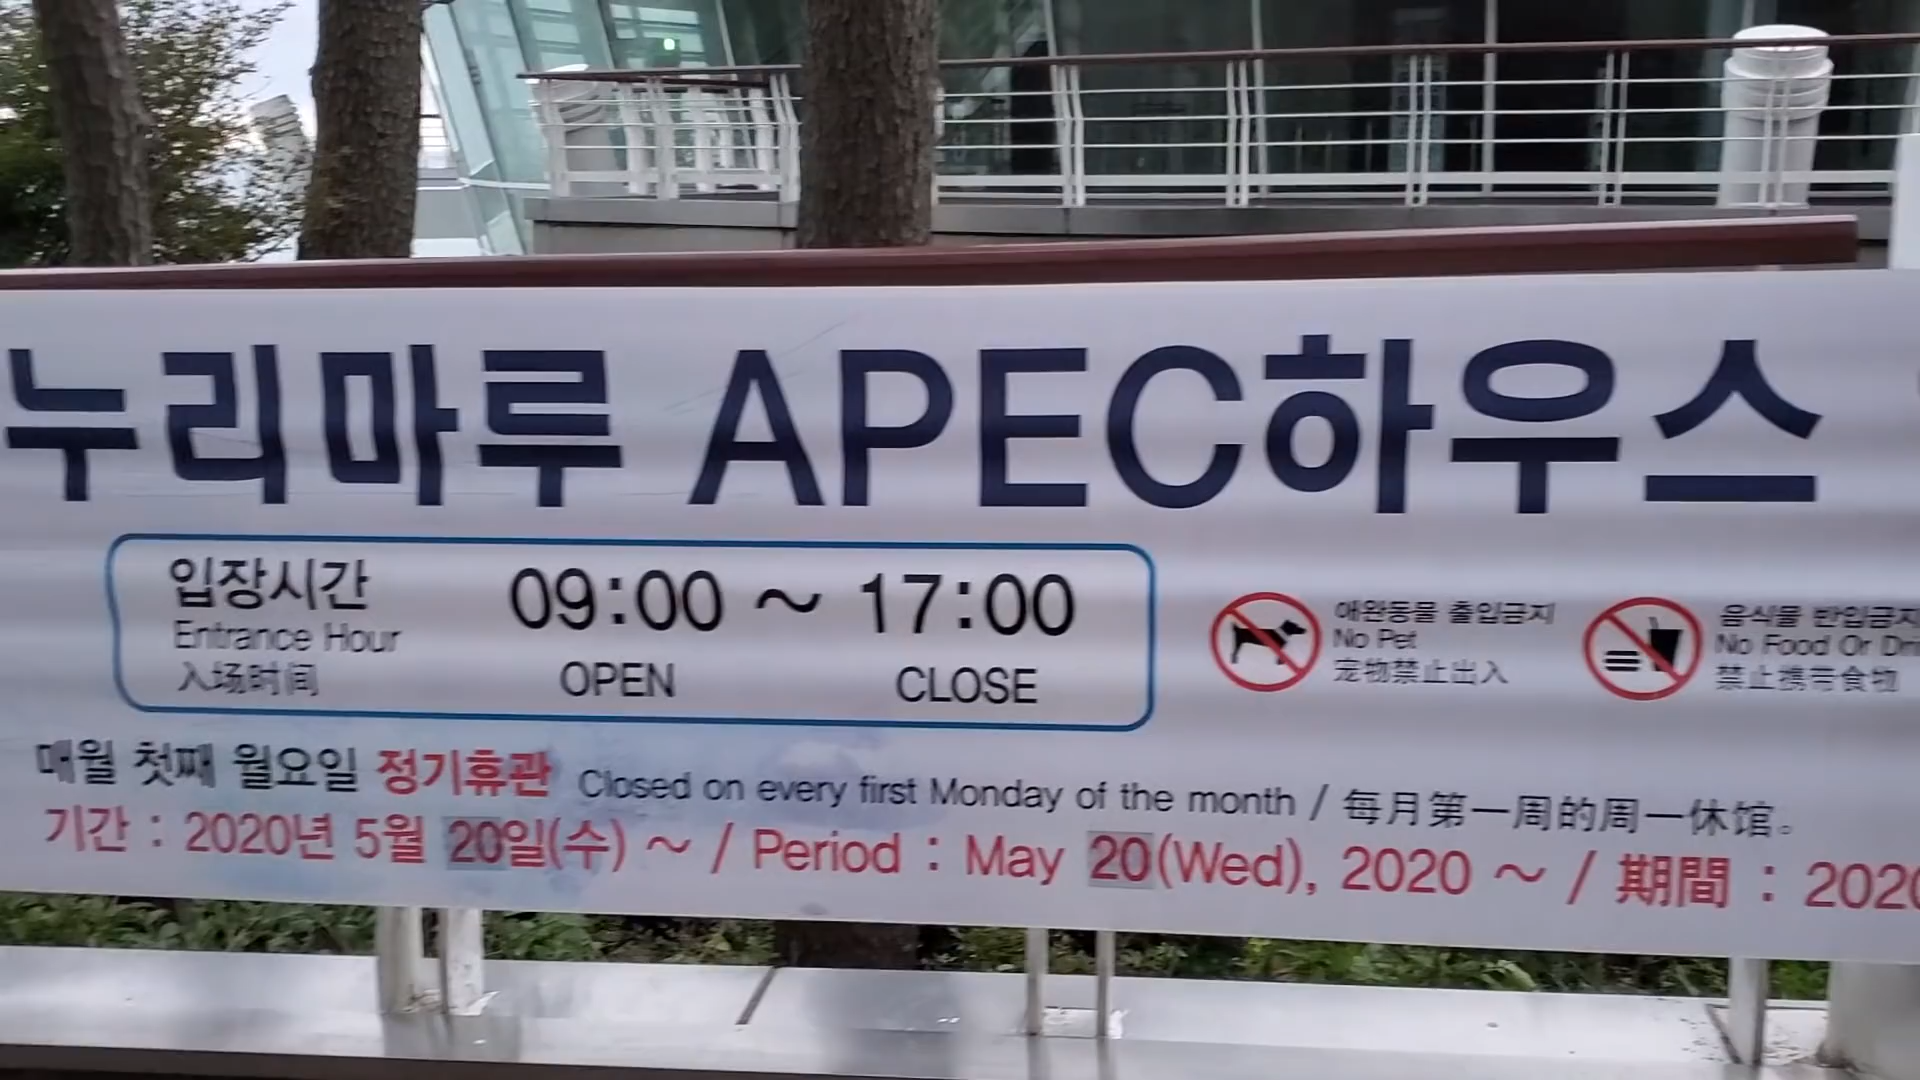 누리마루 APEC하우스
입장시간 09:00 ~ 17:00
Entrance Hour
入场时间 OPEN CLOSE
애완동물 출입금지
No Pet
宠物禁止出入
음식물 반입금지
No Food Or
禁止携带食物
매월 첫째 월요일 정기휴관 Closed on every first Monday of the month / 每月第一周的周一休馆。
기간 : 2020년 5월 20일(수) ~ / Period : May 20(Wed), 2020 ~ / 期間 : 2020